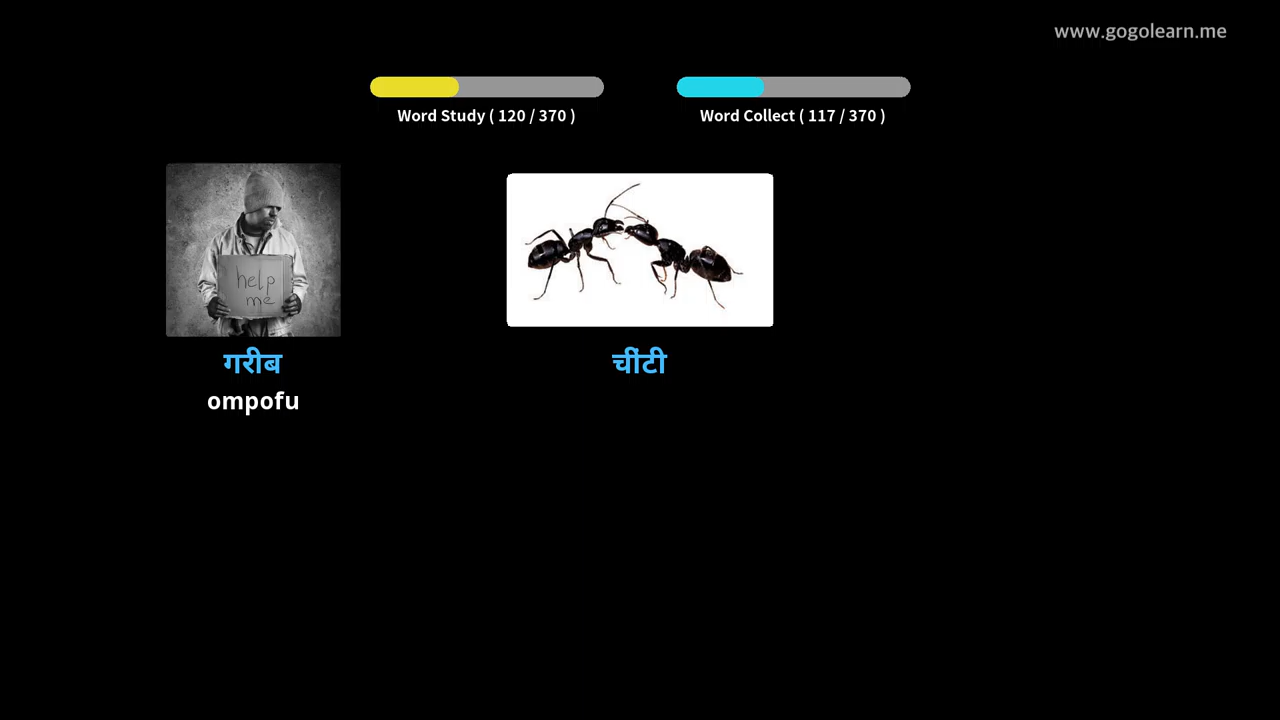 www.gogolearn.me
Word Study ( 120 / 370 )
Word Collect ( 117 / 370 )
help
me
गरीब
ompofu
चींटी